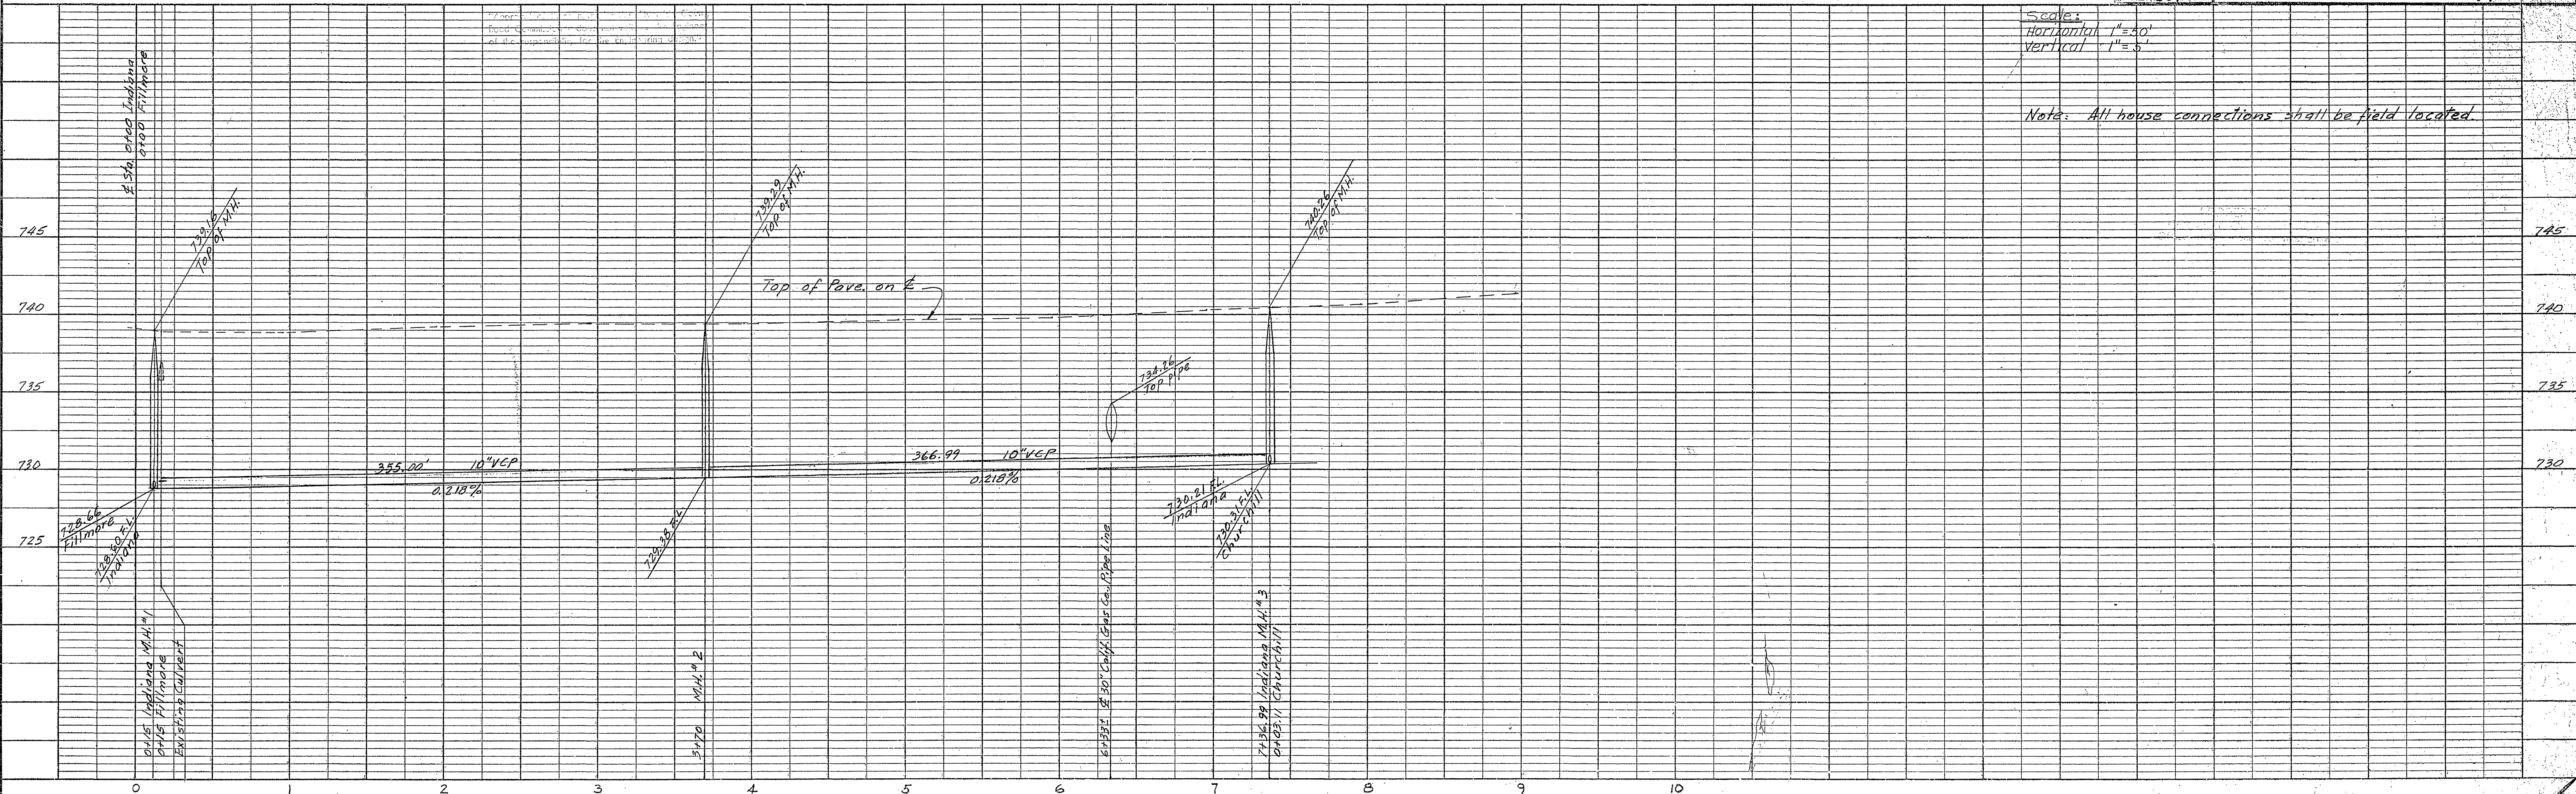 Scale:
Horizontal 1"=50'
Vertical 1"=5'
Note: All house connections shall be field located.
℄ Sta. 0+00 Indiana
0+00 Fillmore
739.16
Top of M.H.
739.29
Top of M.H.
740.26
Top of M.H.
745
745
Top of Pave. on ℄
740
740
734.26
Top pipe
735
735
355.00' 10"VCP
0.218%
366.99 10"VCP
0.218%
730
730
728.66
Fillmore
728.60 F.L.
Indiana
729.38 F.L.
730.21 F.L.
Indiana
730.31 F.L.
Churchill
725
0+15 Indiana M.H.#1
0+15 Fillmore
Existing Culvert
3+70 M.H.#2
6+33± ℄ 30" Calif. Gas Co. Pipe Line
7+36.99 Indiana M.H.#3
0+03.11 Churchill
0 1 2 3 4 5 6 7 8 9 10